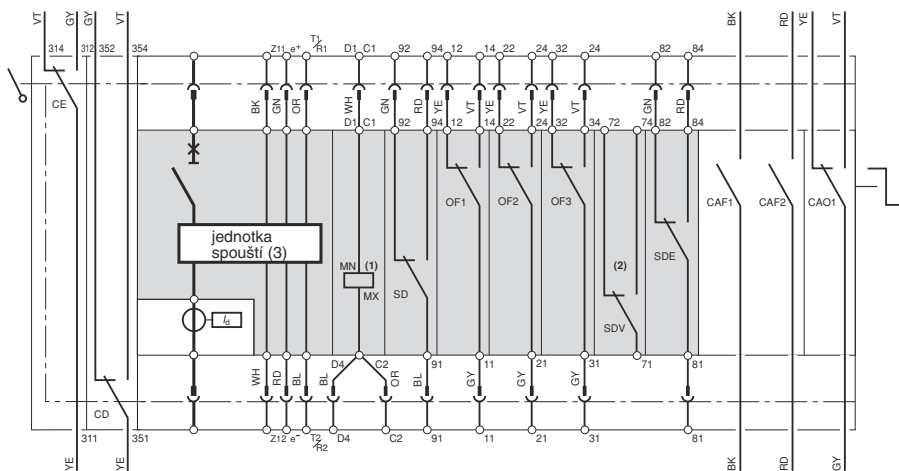 VT GY GY VT BK RD YE VT
314 312 352 354 Z11 e+ T1/R1 D1 C1 92 94 12 14 22 24 32 24 82 84
CE BK GN OR WH GN RD YE VT YE VT YE VT GN RD
D1 C1 92 94 12 14 22 24 32 34 72 74 82 84
OF1 OF2 OF3 CAF1 CAF2 CAO1
jednotka
spouští (3)
MN (1) SD (2) SDE
MX
SDV
Id
D4 C2 91 11 21 31 71 81
WH RD BL BL OR BL GY GY GY
CD
311 351 Z12 e- T2/R2 D4 C2 91 11 21 31 81
YE YE BK RD GY